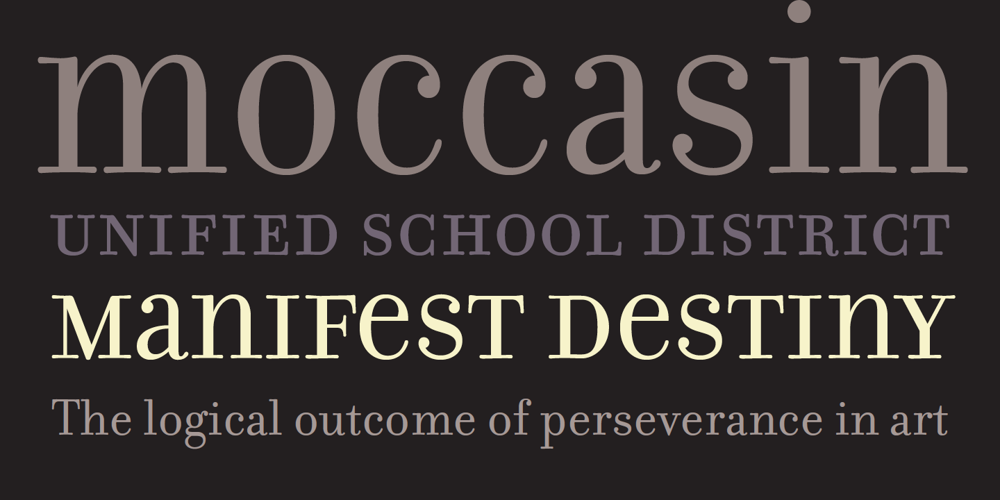 moccasin
UNIFIED SCHOOL DISTRICT
MaNIFesT DesTINY
The logical outcome of perseverance in art